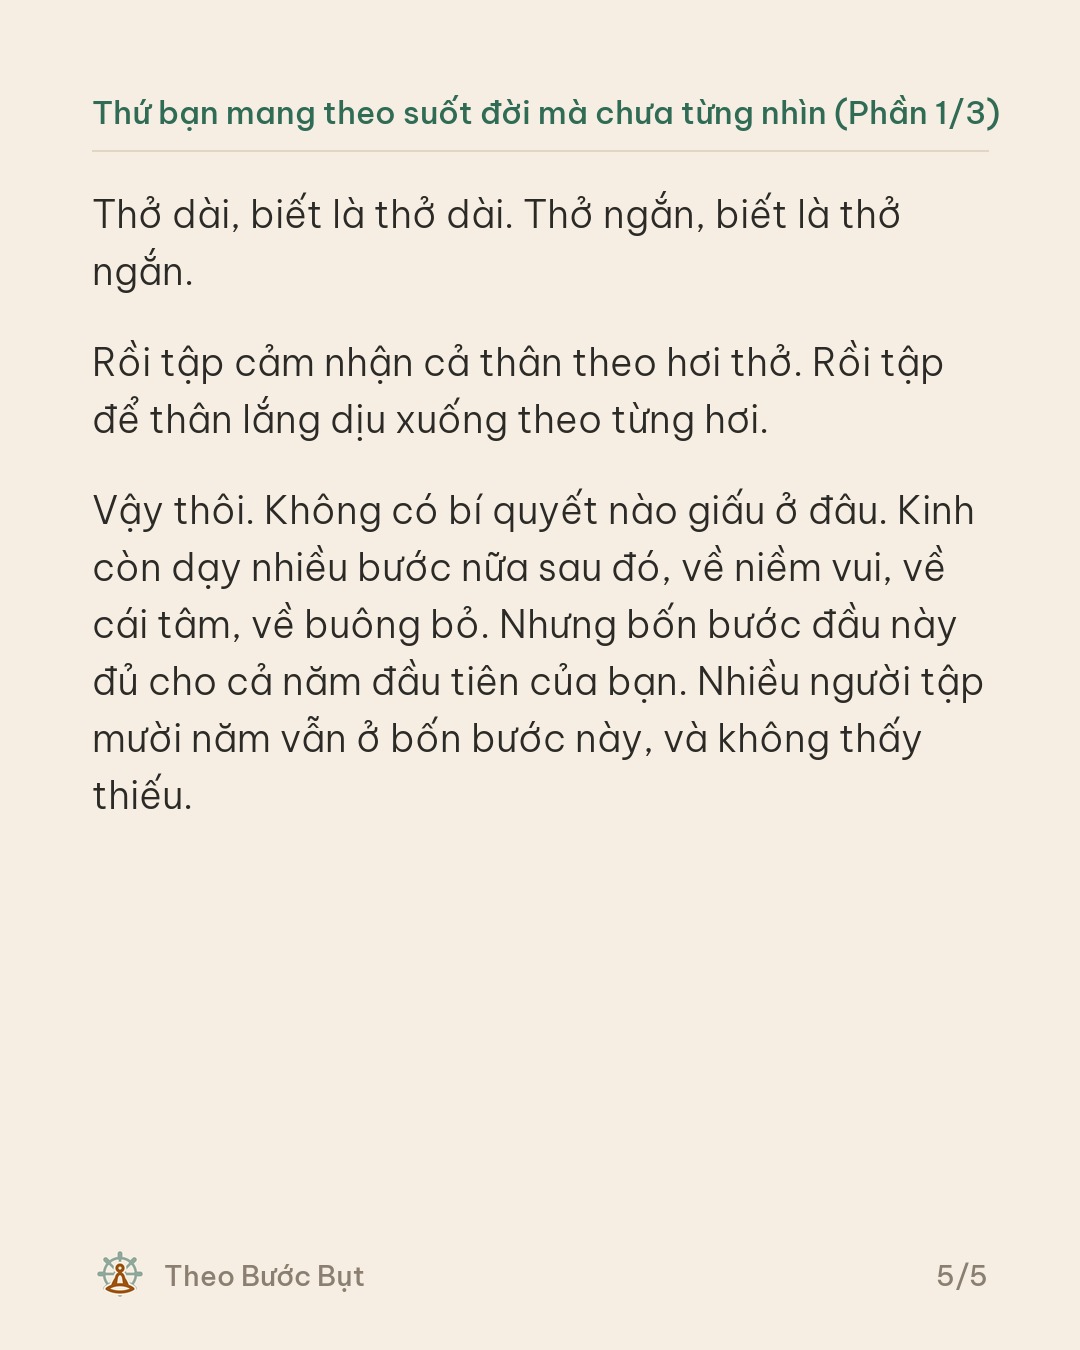 Thứ bạn mang theo suốt đời mà chưa từng nhìn (Phần 1/3)
Thở dài, biết là thở dài. Thở ngắn, biết là thở
ngắn.
Rồi tập cảm nhận cả thân theo hơi thở. Rồi tập
để thân lắng dịu xuống theo từng hơi.
Vậy thôi. Không có bí quyết nào giấu ở đâu. Kinh
còn dạy nhiều bước nữa sau đó, về niềm vui, về
cái tâm, về buông bỏ. Nhưng bốn bước đầu này
đủ cho cả năm đầu tiên của bạn. Nhiều người tập
mười năm vẫn ở bốn bước này, và không thấy
thiếu.
Theo Bước Bụt
5/5